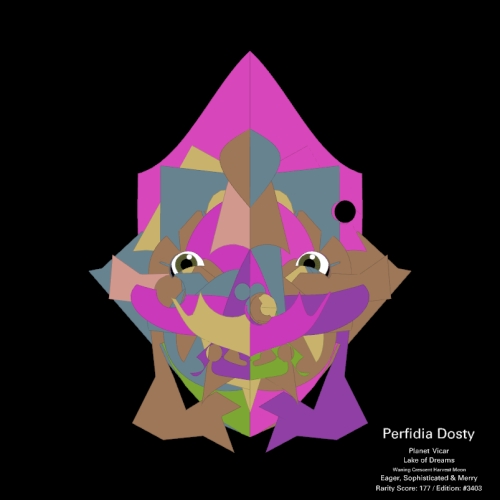 Perfidia Dosty
Planet Vicar
Lake of Dreams
Waxing Crescent Harvest Moon
Eager, Sophisticated & Merry
Rarity Score: 177 / Edition: #3403